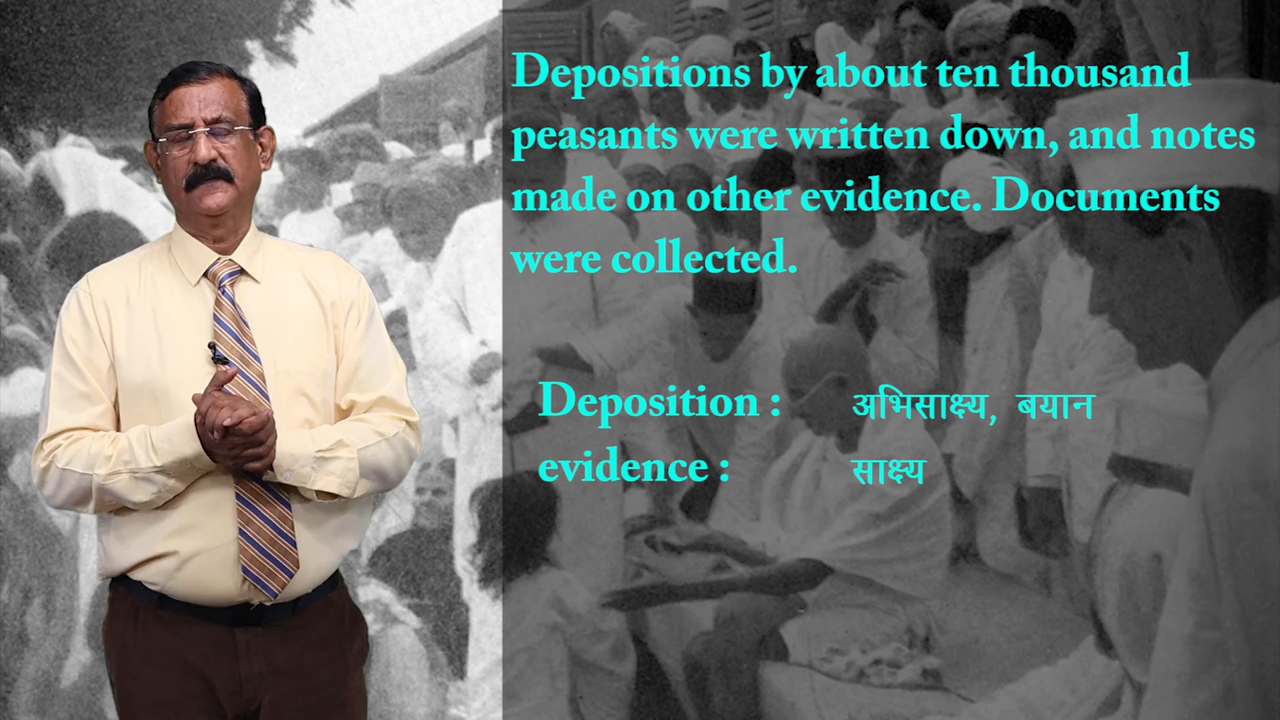 Depositions by about ten thousand
peasants were written down, and notes
made on other evidence. Documents
were collected.
Deposition : अभिसाक्ष्य, बयान
evidence : साक्ष्य